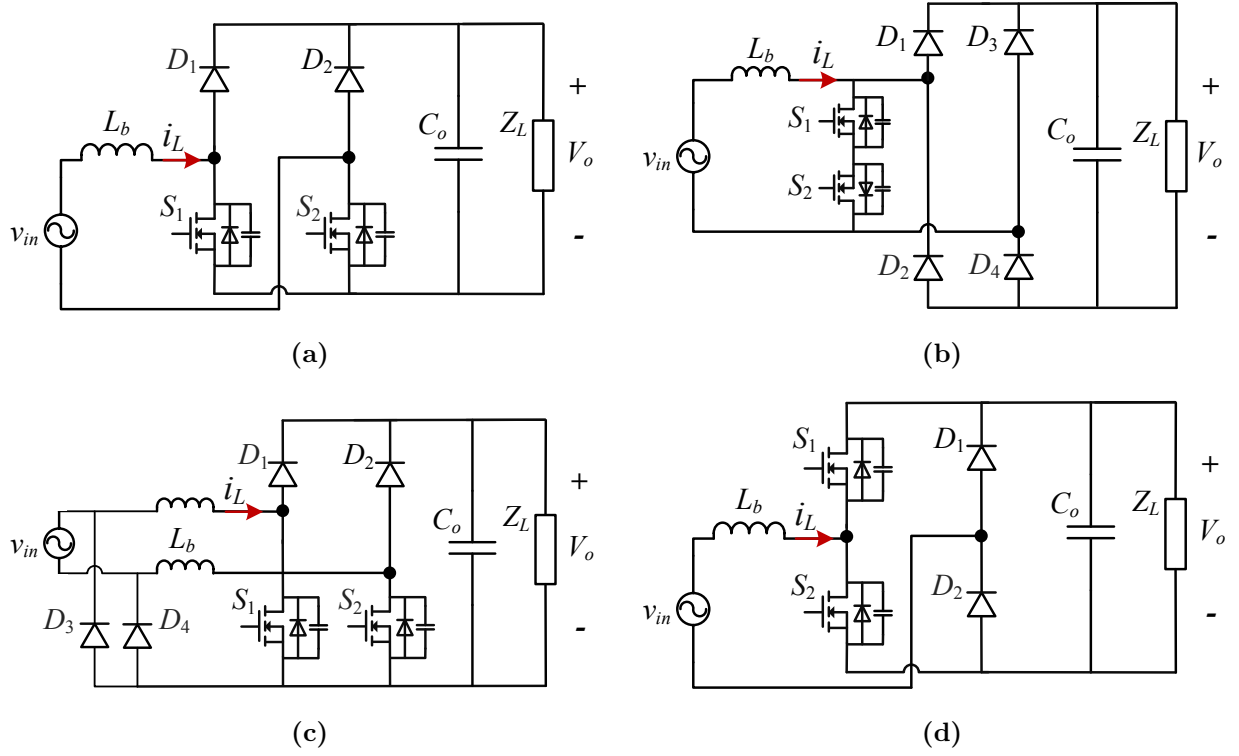 D1 D2
Lb iL
Co ZL + Vo -
S1 S2
vin
(a)
D1 D3
Lb iL
S1
Co ZL + Vo -
vin
S2
D2 D4
(b)
D1 D2
iL
Co ZL + Vo -
vin
Lb
S1 S2
D3 D4
(c)
S1 D1
Lb iL
Co ZL + Vo -
S2 D2
vin
(d)